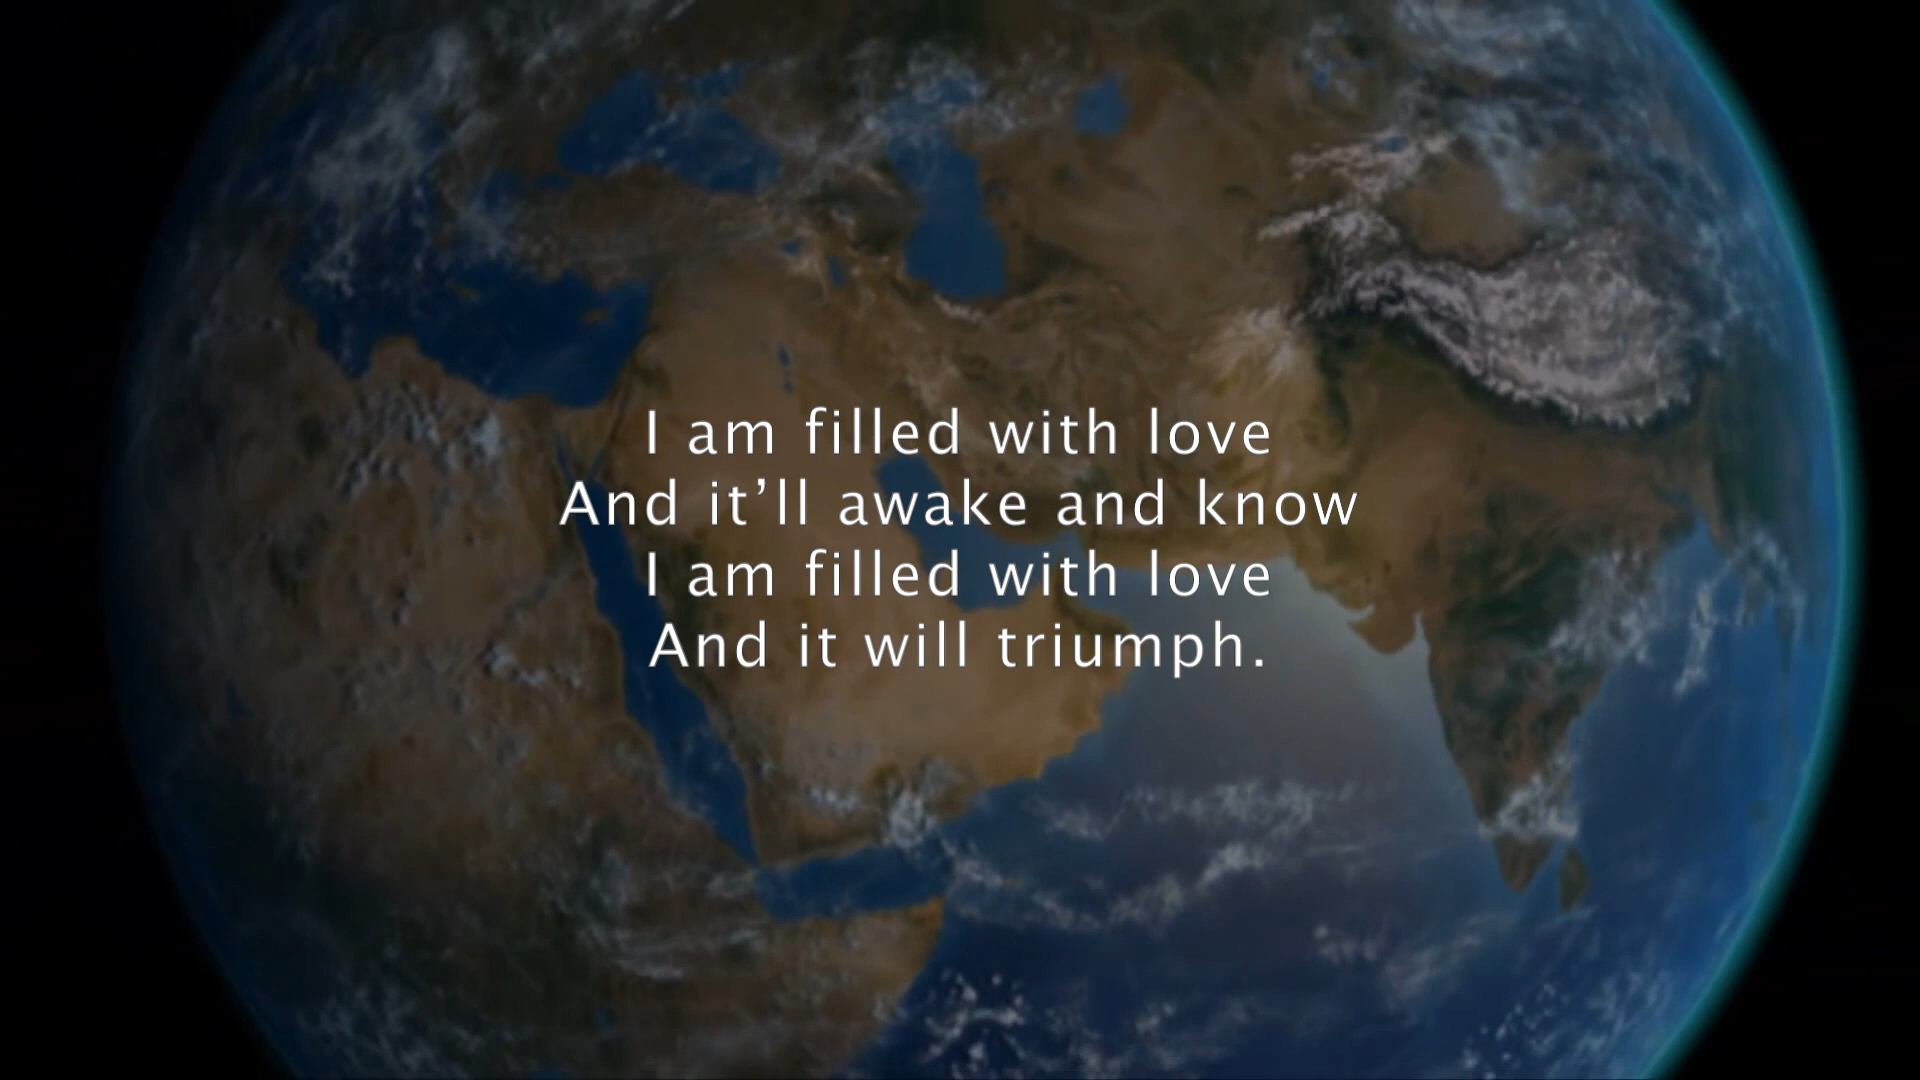 I am filled with love
And it’ll awake and know
I am filled with love
And it will triumph.